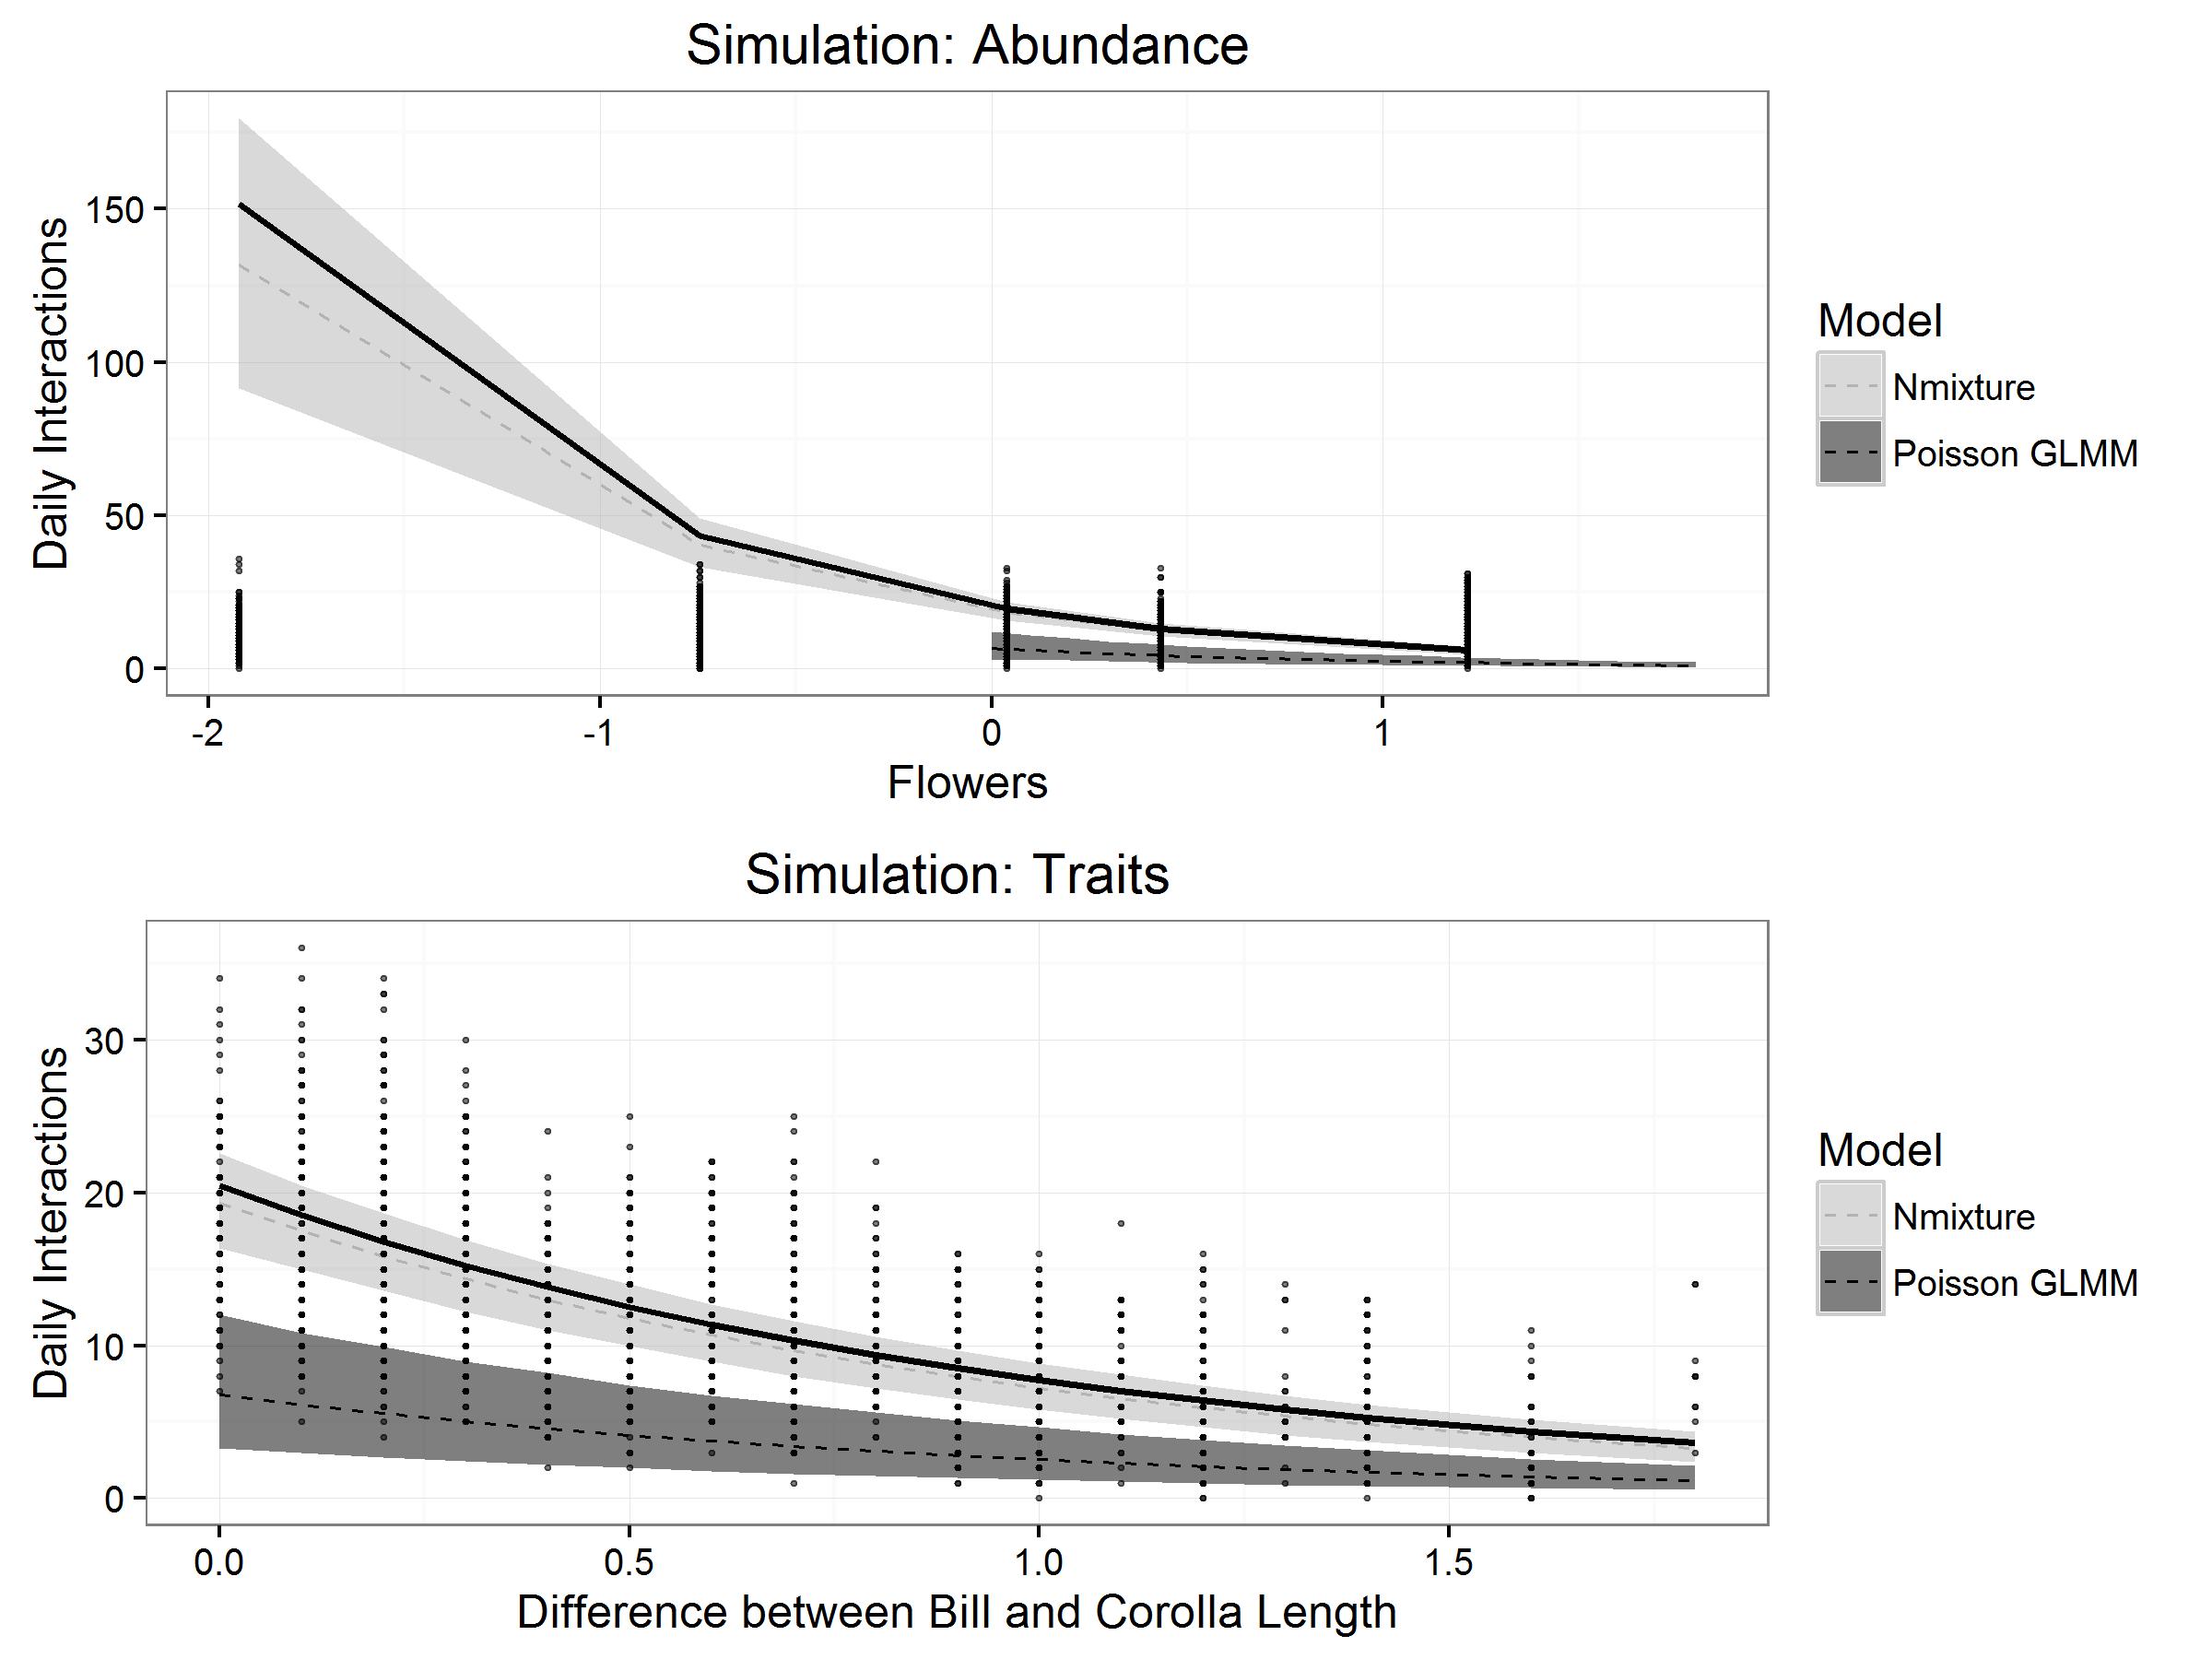 Simulation: Abundance
Daily Interactions
150
100
50
0
-2 -1 0 1
Flowers
Model
Nmixture
Poisson GLMM
Simulation: Traits
Daily Interactions
30
20
10
0
0.0 0.5 1.0 1.5
Difference between Bill and Corolla Length
Model
Nmixture
Poisson GLMM